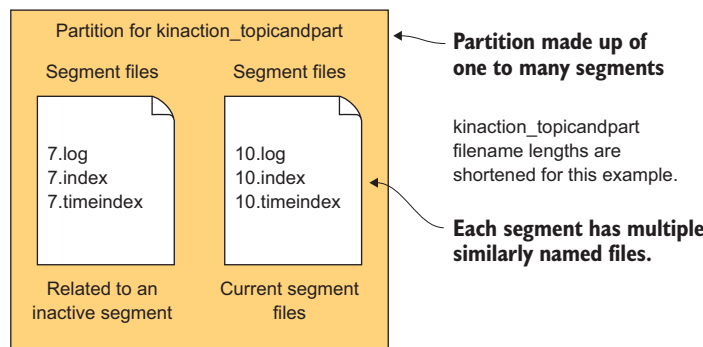 Partition for kinaction_topicandpart
Segment files
7.log
7.index
7.timeindex
Related to an
inactive segment
Segment files
10.log
10.index
10.timeindex
Current segment
files
Partition made up of
one to many segments
kinaction_topicandpart
filename lengths are
shortened for this example.
Each segment has multiple
similarly named files.